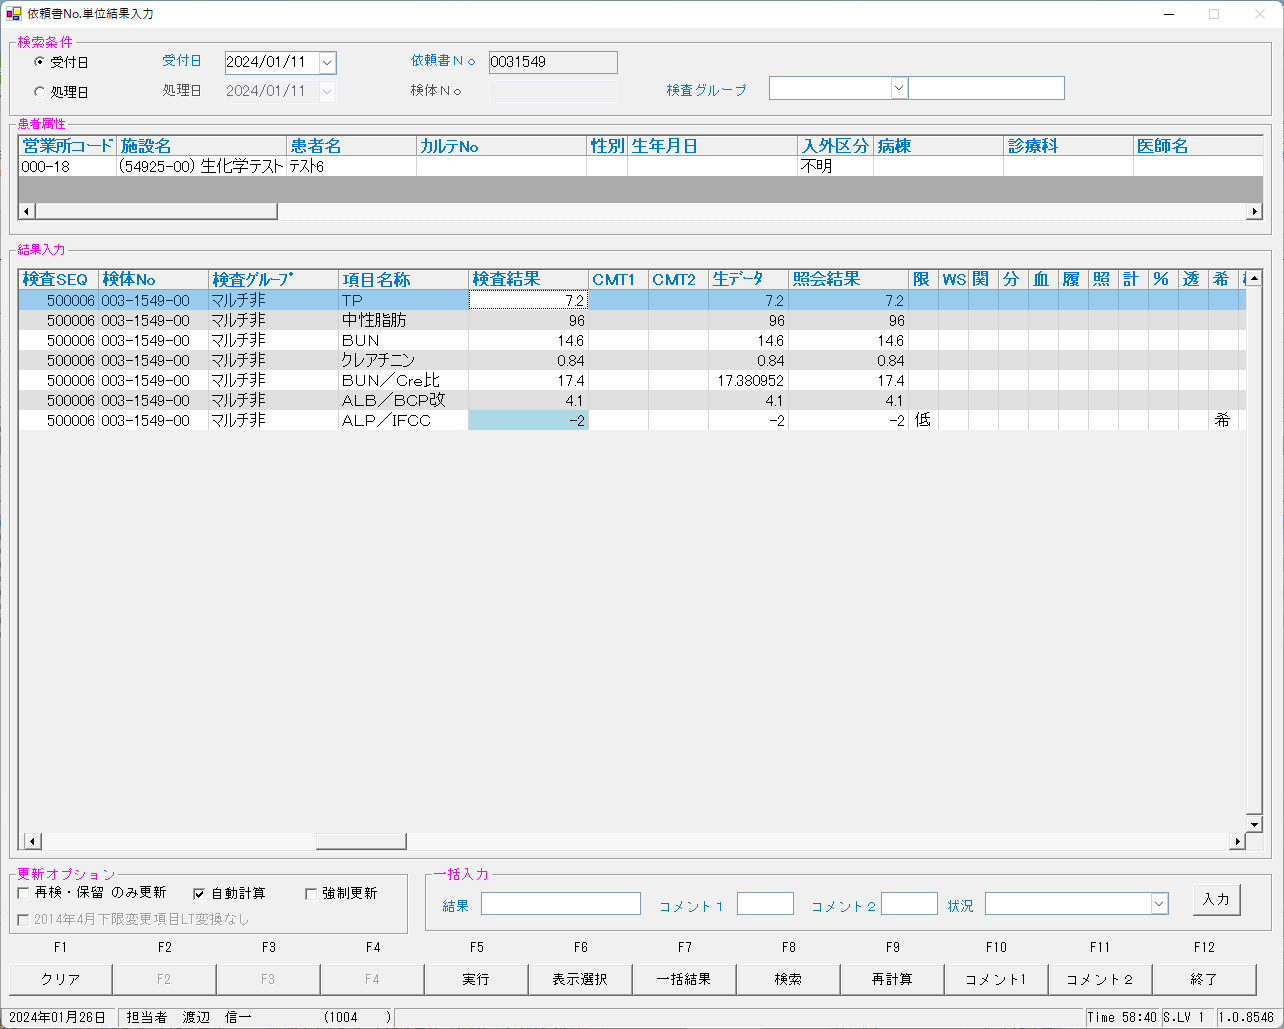 依頼書No.単位結果入力
検索条件
受付日 受付日 2024/01/11 依頼書No 0031549
処理日 処理日 2024/01/11 検体No 検査グループ
患者属性
営業所コード 施設名 患者名 カルテNo 性別 生年月日 入外区分 病棟 診療科 医師名
000-18 (54925-00) 生化学テスト テスト6 不明
結果入力
検査SEQ 検体No 検査グループ 項目名称 検査結果 CMT1 CMT2 生データ 照会結果 限 WS 関 分 血 履 照 計 % 透 希
500006 003-1549-00 マルチ非 TP 7.2 7.2 7.2
500006 003-1549-00 マルチ非 中性脂肪 96 96 96
500006 003-1549-00 マルチ非 BUN 14.6 14.6 14.6
500006 003-1549-00 マルチ非 クレアチニン 0.84 0.84 0.84
500006 003-1549-00 マルチ非 BUN/Cre比 17.4 17.380952 17.4
500006 003-1549-00 マルチ非 ALB/BCP改 4.1 4.1 4.1
500006 003-1549-00 マルチ非 ALP/IFCC -2 -2 -2 低 希
更新オプション
再検・保留 のみ更新 自動計算 強制更新
2014年4月下限変更項目LT変換なし
一括入力
結果 コメント1 コメント2 状況 入力
F1 F2 F3 F4 F5 F6 F7 F8 F9 F10 F11 F12
クリア F2 F3 F4 実行 表示選択 一括結果 検索 再計算 コメント1 コメント2 終了
2024年01月26日 担当者 渡辺 信一 (1004 ) Time 58:40 S.LV 1 1.0.8546